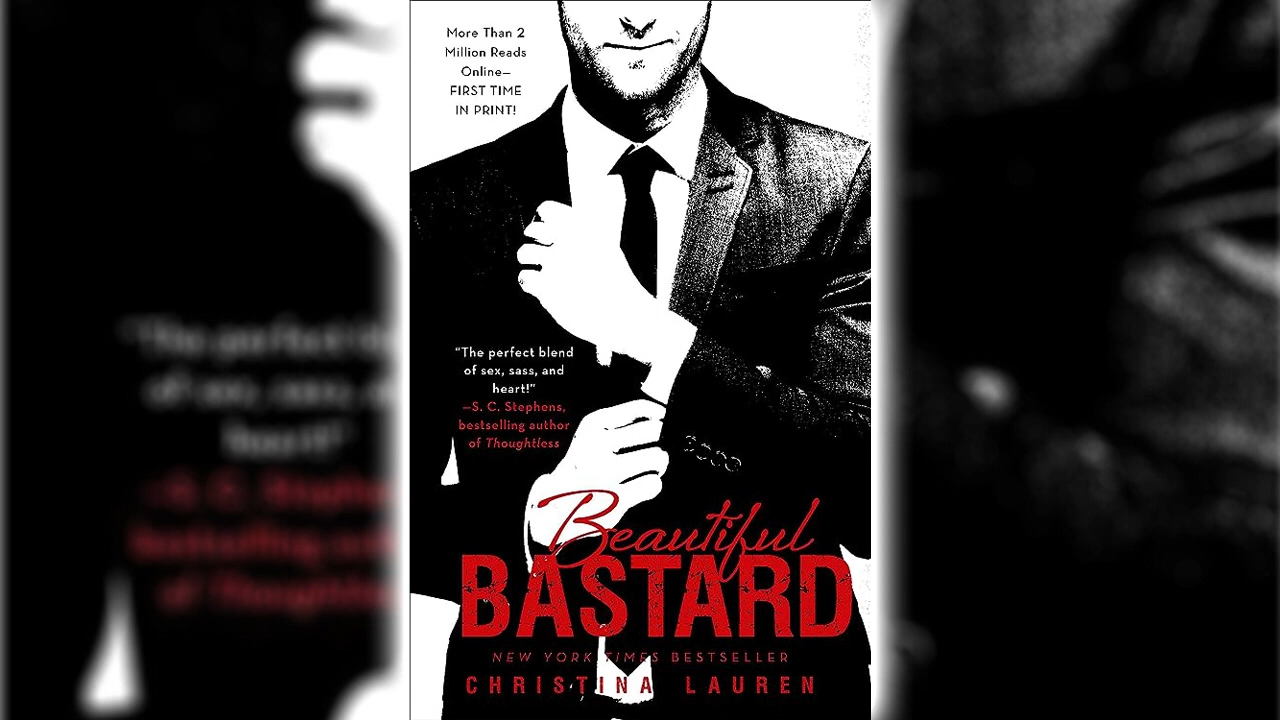 More Than 2
Million Reads
Online—
FIRST TIME
IN PRINT!
"The perfect blend
of sex, sass, and
heart!"
—S. C. Stephens,
bestselling author
of Thoughtless
Beautiful
BASTARD
NEW YORK TIMES BESTSELLER
CHRISTINA LAUREN